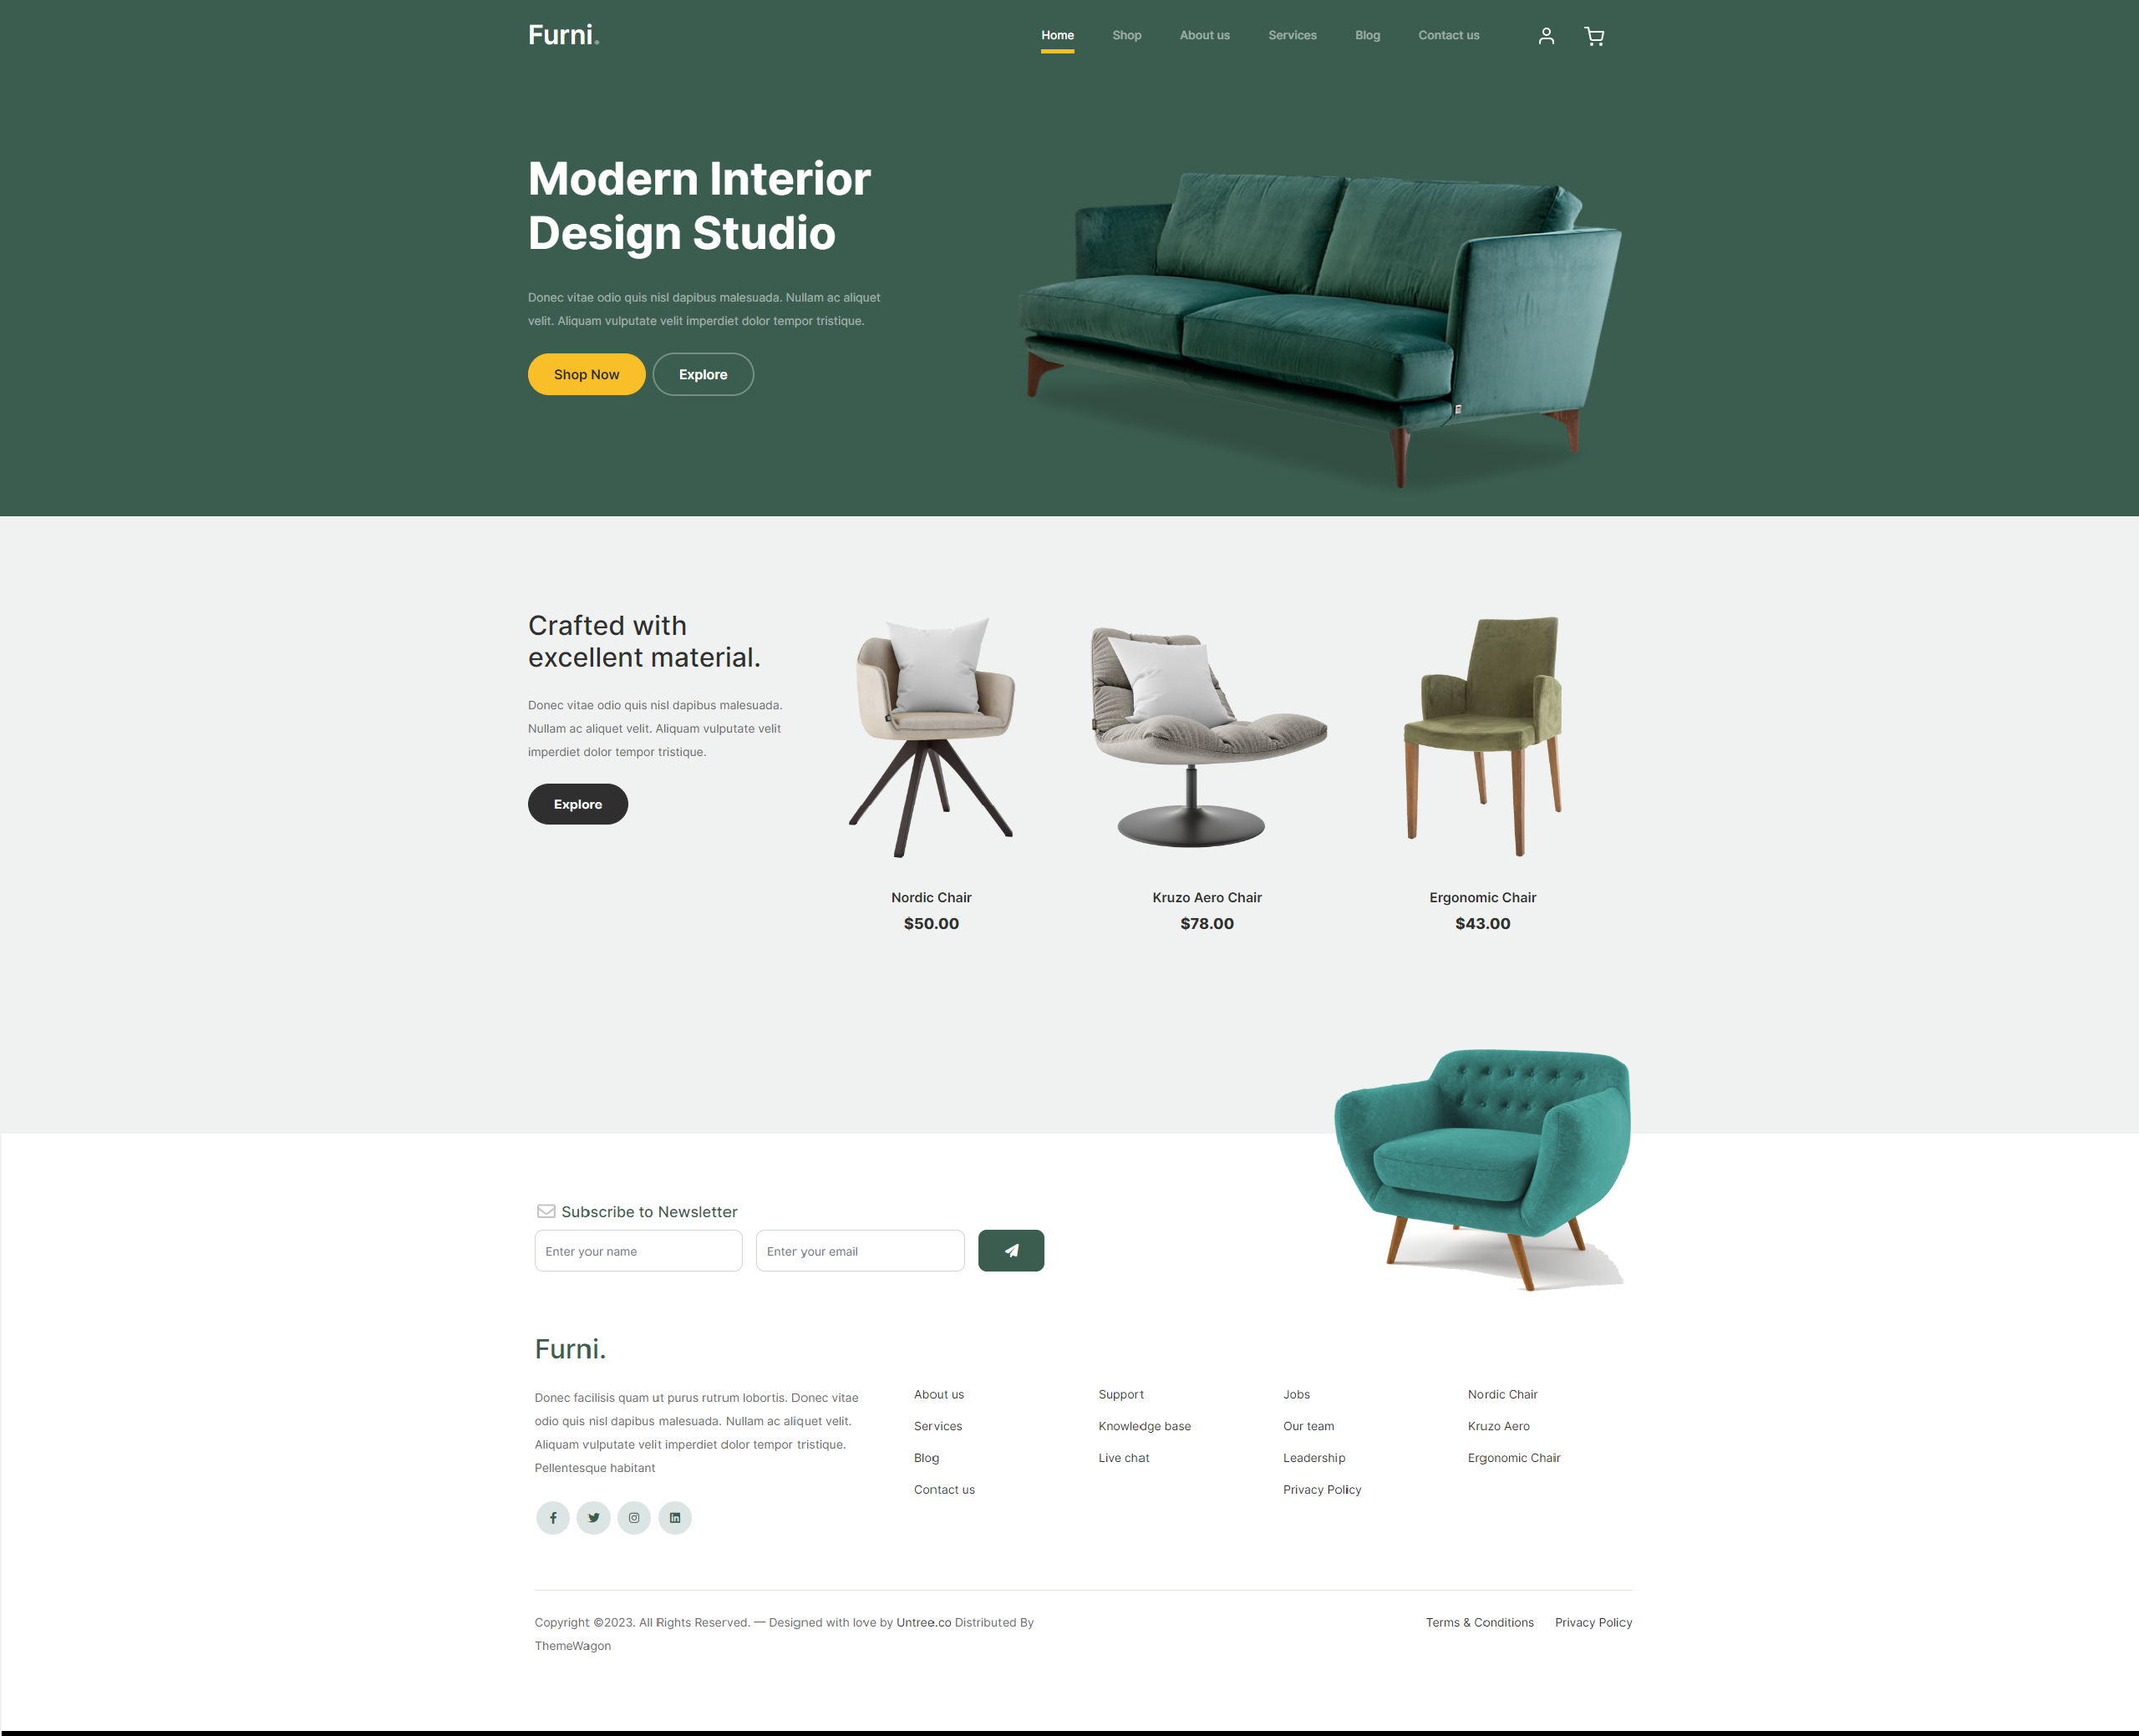 Furni.
Home
Shop
About us
Services
Blog
Contact us
Modern Interior
Design Studio
Donec vitae odio quis nisl dapibus malesuada. Nullam ac aliquet
velit. Aliquam vulputate velit imperdiet dolor tempor tristique.
Shop Now
Explore
Crafted with
excellent material.
Donec vitae odio quis nisl dapibus malesuada.
Nullam ac aliquet velit. Aliquam vulputate velit
imperdiet dolor tempor tristique.
Explore
Nordic Chair
$50.00
Kruzo Aero Chair
$78.00
Ergonomic Chair
$43.00
Subscribe to Newsletter
Enter your name
Enter your email
Furni.
Donec facilisis quam ut purus rutrum lobortis. Donec vitae
odio quis nisl dapibus malesuada. Nullam ac aliquet velit.
Aliquam vulputate velit imperdiet dolor tempor tristique.
Pellentesque habitant
About us
Services
Blog
Contact us
Support
Knowledge base
Live chat
Jobs
Our team
Leadership
Privacy Policy
Nordic Chair
Kruzo Aero
Ergonomic Chair
Copyright ©2023. All Rights Reserved. — Designed with love by Untree.co Distributed By
ThemeWagon
Terms & Conditions
Privacy Policy